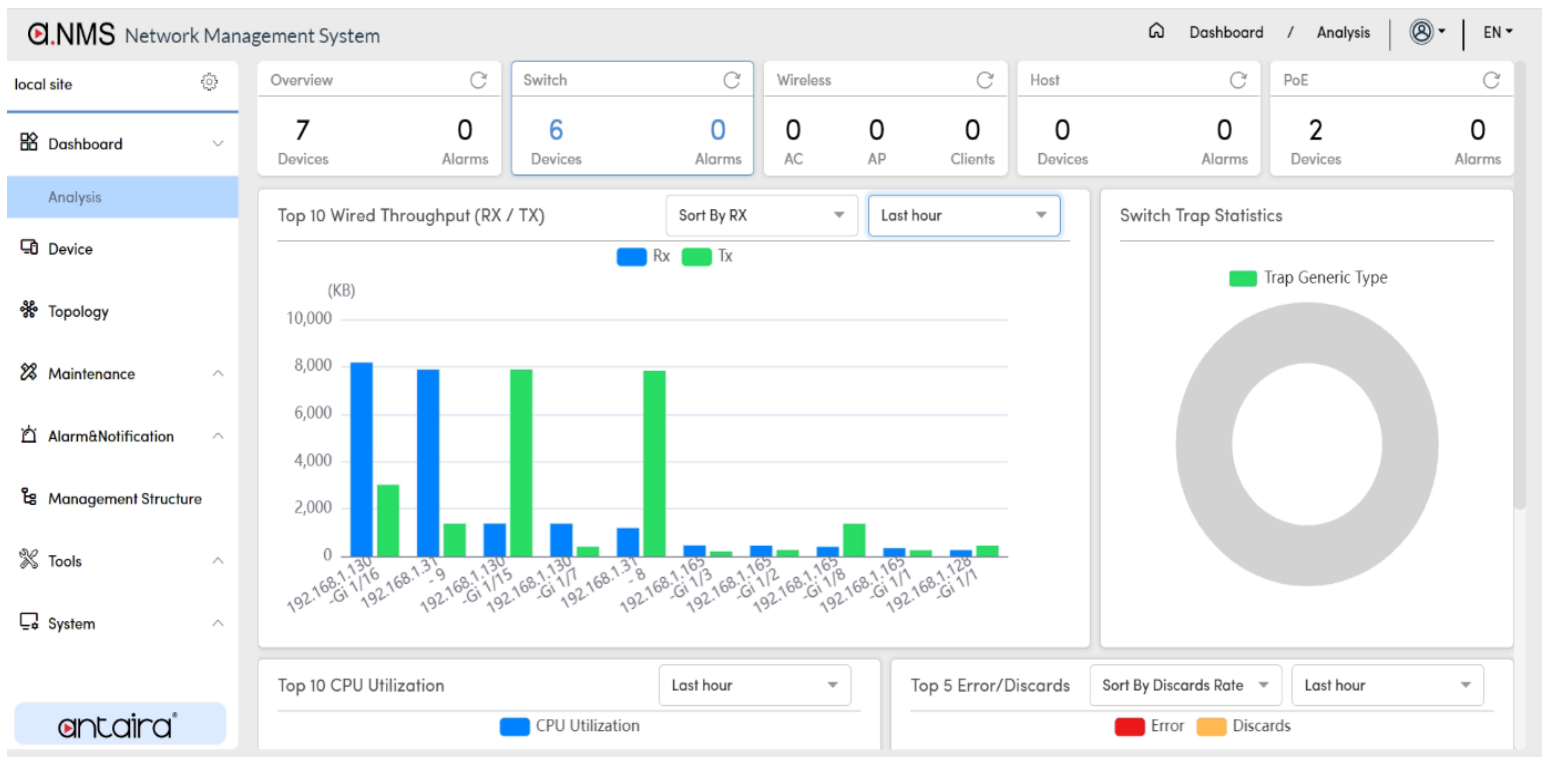 a.NMS Network Management System
Dashboard / Analysis EN
local site
Dashboard
Analysis
Device
Topology
Maintenance
Alarm&Notification
Management Structure
Tools
System
antaira®
Overview
7 0
Devices Alarms
Switch
6 0
Devices Alarms
Wireless
0 0 0
AC AP Clients
Host
0 0
Devices Alarms
PoE
2 0
Devices Alarms
Top 10 Wired Throughput (RX / TX) Sort By RX Last hour
Rx Tx
(KB)
10,000
8,000
6,000
4,000
2,000
0
192.168.1.130
-Gi 1/16
192.168.1.31
- 9
192.168.1.130
-Gi 1/15
192.168.1.130
-Gi 1/7
192.168.1.31
- 8
192.168.1.165
-Gi 1/3
192.168.1.165
-Gi 1/2
192.168.1.165
-Gi 1/8
192.168.1.165
-Gi 1/1
192.168.1.128
-Gi 1/1
Switch Trap Statistics
Trap Generic Type
Top 10 CPU Utilization Last hour
CPU Utilization
Top 5 Error/Discards Sort By Discards Rate Last hour
Error Discards